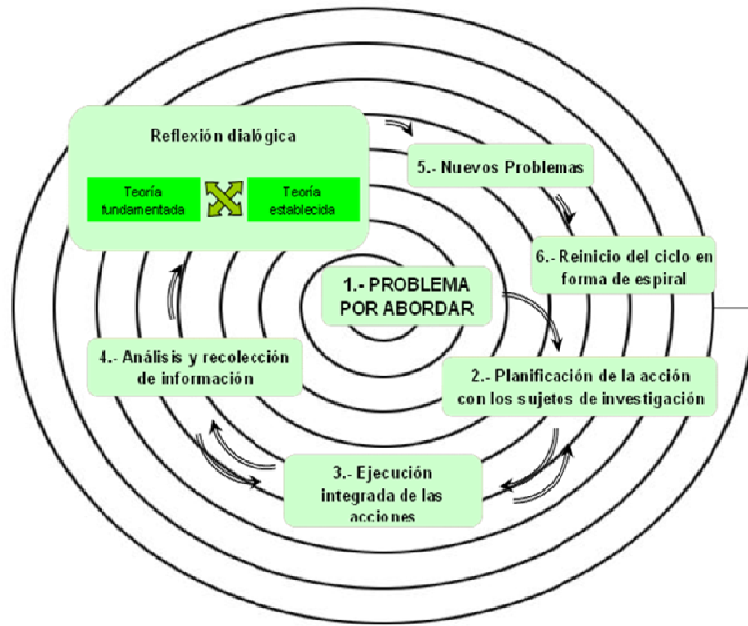 Reflexión dialógica
Teoría
fundamentada
Teoría
establecida
5.- Nuevos Problemas
6.- Reinicio del ciclo en
forma de espiral
1.- PROBLEMA
POR ABORDAR
4.- Análisis y recolección
de información
2.- Planificación de la acción
con los sujetos de investigación
3.- Ejecución
integrada de las
acciones